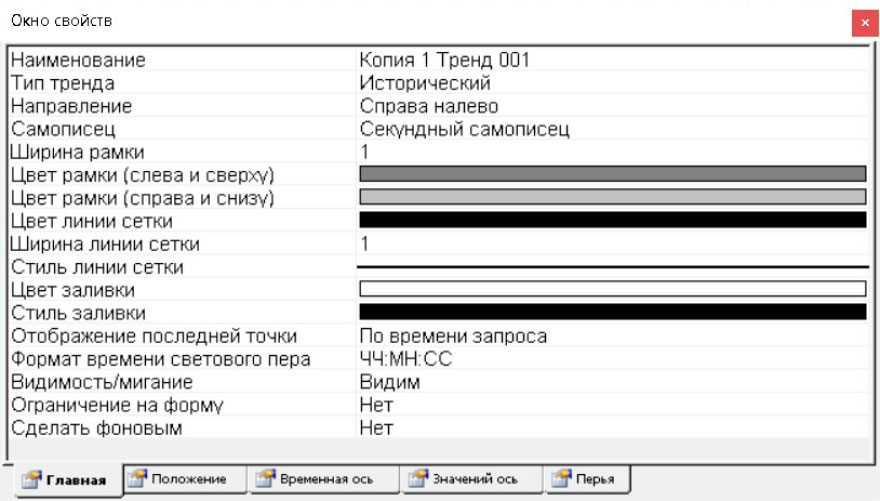 Окно свойств
Наименование Копия 1 Тренд 001
Тип тренда Исторический
Направление Справа налево
Самописец Секундный самописец
Ширина рамки 1
Цвет рамки (слева и сверху)
Цвет рамки (справа и снизу)
Цвет линии сетки
Ширина линии сетки 1
Стиль линии сетки
Цвет заливки
Стиль заливки
Отображение последней точки По времени запроса
Формат времени светового пера ЧЧ:МН:СС
Видимость/мигание Видим
Ограничение на форму Нет
Сделать фоновым Нет
Главная Положение Временная ось Значений ось Перья